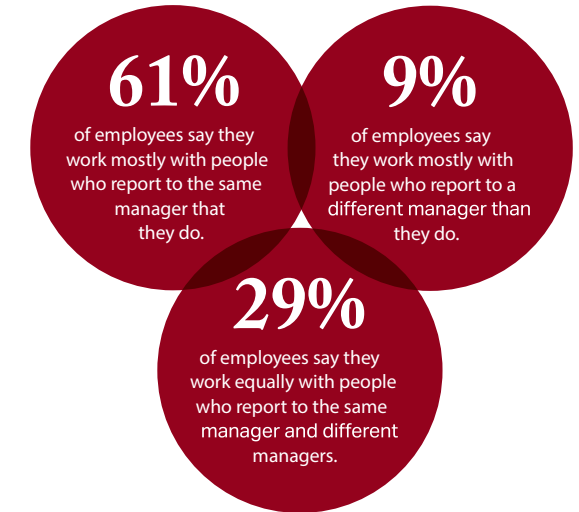 61%
of employees say they
work mostly with people
who report to the same
manager that
they do.
9%
of employees say
they work mostly with
people who report to a
different manager than
they do.
29%
of employees say they
work equally with people
who report to the same
manager and different
managers.